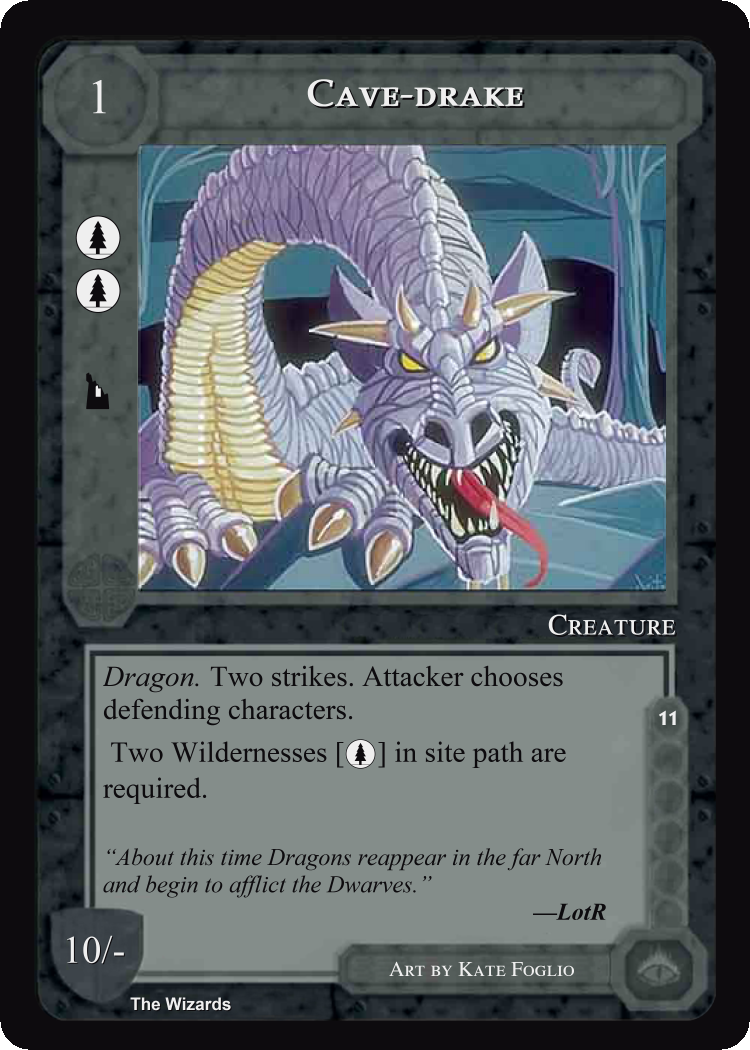 1
CAVE-DRAKE
CREATURE
Dragon. Two strikes. Attacker chooses
defending characters.
Two Wildernesses [ ] in site path are
required.
11
“About this time Dragons reappear in the far North
and begin to afflict the Dwarves.”
—LotR
10/-
ART BY KATE FOGLIO
The Wizards